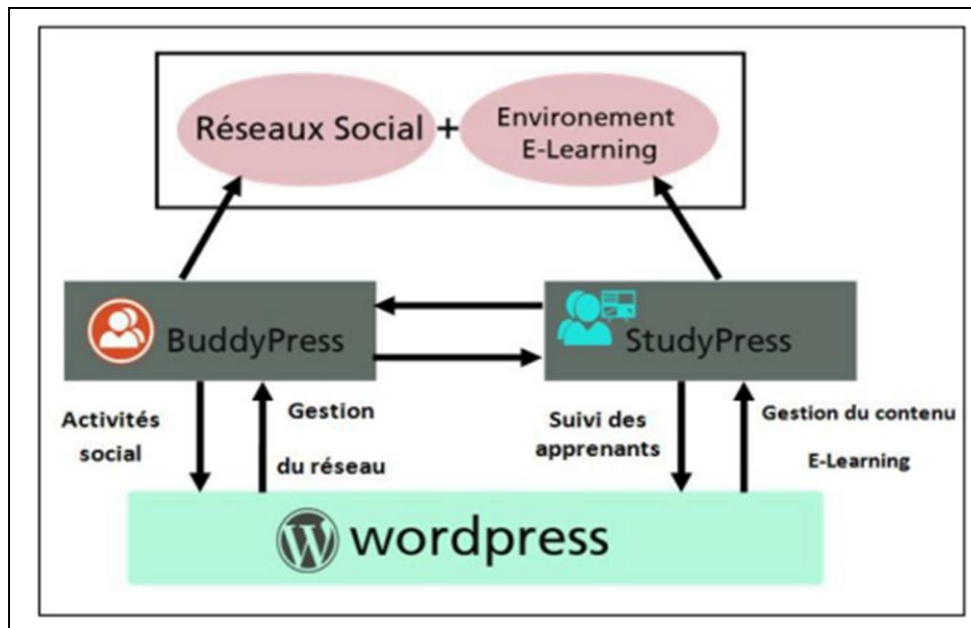 Réseaux Social
+
Environement
E-Learning
BuddyPress
StudyPress
Activités
social
Gestion
du réseau
Suivi des
apprenants
Gestion du contenu
E-Learning
wordpress